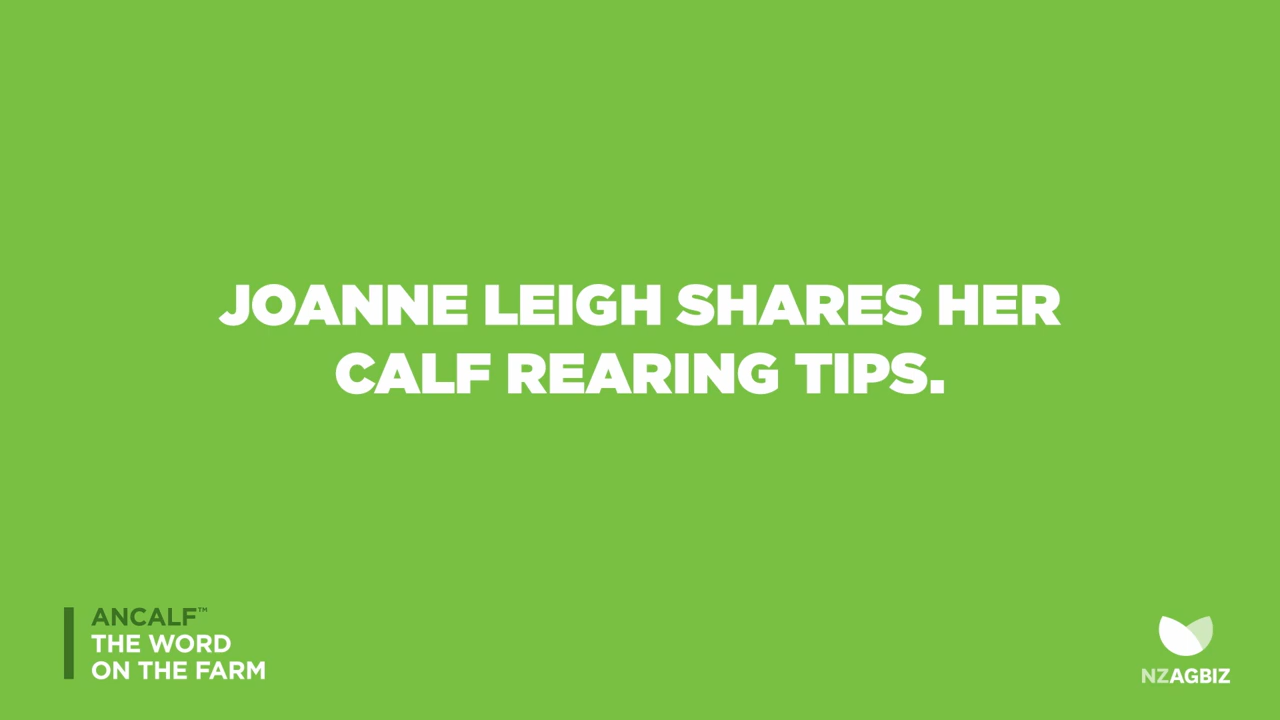 JOANNE LEIGH SHARES HER
CALF REARING TIPS.
ANCALF™
THE WORD
ON THE FARM
NZAGBIZ